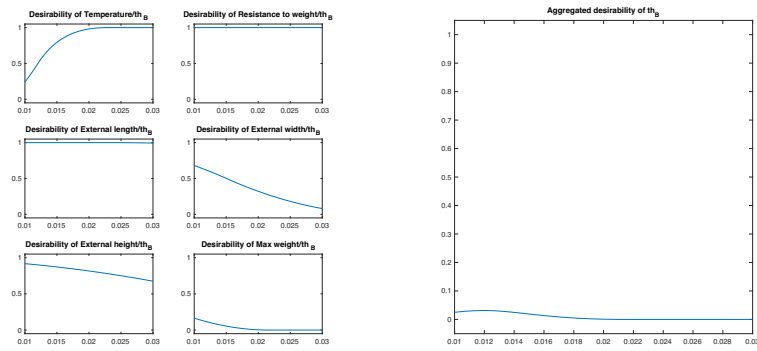 Desirability of Temperature/th_B
1
0.5
0
0.01 0.015 0.02 0.025 0.03
Desirability of Resistance to weight/th_B
1
0.5
0
0.01 0.015 0.02 0.025 0.03
Desirability of External length/th_B
1
0.5
0
0.01 0.015 0.02 0.025 0.03
Desirability of External width/th_B
1
0.5
0
0.01 0.015 0.02 0.025 0.03
Desirability of External height/th_B
1
0.5
0
0.01 0.015 0.02 0.025 0.03
Desirability of Max weight/th_B
1
0.5
0
0.01 0.015 0.02 0.025 0.03
Aggregated desirability of th_B
1
0.9
0.8
0.7
0.6
0.5
0.4
0.3
0.2
0.1
0
0.01 0.012 0.014 0.016 0.018 0.02 0.022 0.024 0.026 0.028 0.03